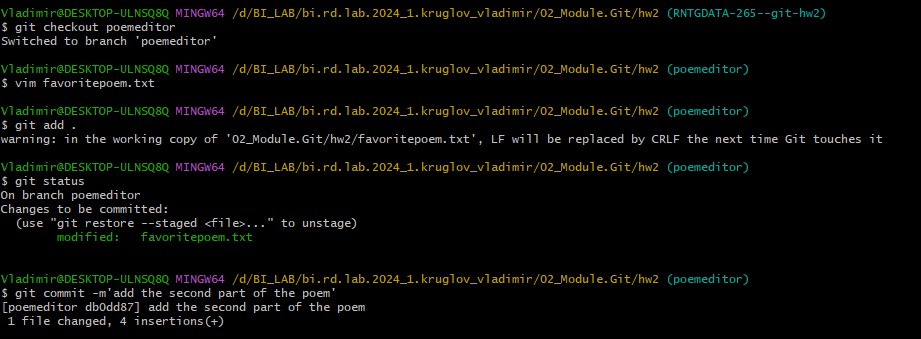 Vladimir@DESKTOP-ULNSQ8Q MINGW64 /d/BI_LAB/bi.rd.lab.2024_1.kruglov_vladimir/02_Module.Git/hw2 (RNTGDATA-265--git-hw2)
$ git checkout poemeditor
Switched to branch 'poemeditor'
Vladimir@DESKTOP-ULNSQ8Q MINGW64 /d/BI_LAB/bi.rd.lab.2024_1.kruglov_vladimir/02_Module.Git/hw2 (poemeditor)
$ vim favoritepoem.txt
Vladimir@DESKTOP-ULNSQ8Q MINGW64 /d/BI_LAB/bi.rd.lab.2024_1.kruglov_vladimir/02_Module.Git/hw2 (poemeditor)
$ git add .
warning: in the working copy of '02_Module.Git/hw2/favoritepoem.txt', LF will be replaced by CRLF the next time Git touches it
Vladimir@DESKTOP-ULNSQ8Q MINGW64 /d/BI_LAB/bi.rd.lab.2024_1.kruglov_vladimir/02_Module.Git/hw2 (poemeditor)
$ git status
On branch poemeditor
Changes to be committed:
  (use "git restore --staged <file>..." to unstage)
        modified:   favoritepoem.txt
Vladimir@DESKTOP-ULNSQ8Q MINGW64 /d/BI_LAB/bi.rd.lab.2024_1.kruglov_vladimir/02_Module.Git/hw2 (poemeditor)
$ git commit -m'add the second part of the poem'
[poemeditor db0dd87] add the second part of the poem
 1 file changed, 4 insertions(+)